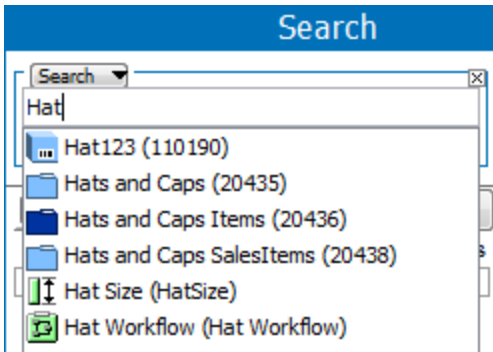 Search
Search
Hat
Hat123 (110190)
Hats and Caps (20435)
Hats and Caps Items (20436)
Hats and Caps SalesItems (20438)
Hat Size (HatSize)
Hat Workflow (Hat Workflow)